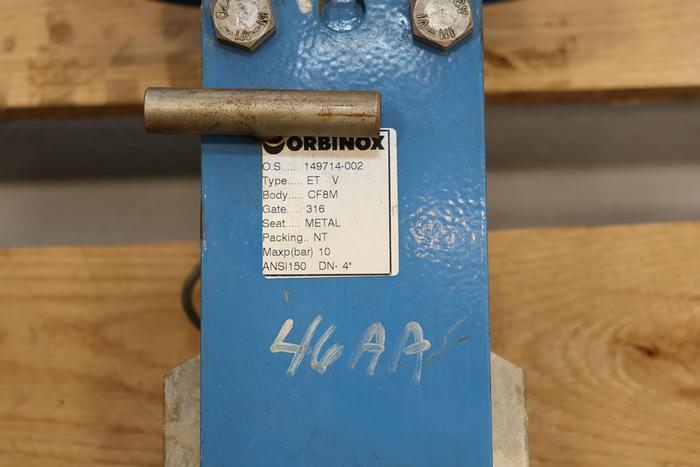 ORBINOX
O.S...... 149714-002
Type..... ET V
Body..... CF8M
Gate..... 316
Seat..... METAL
Packing.. NT
Maxp(bar) 10
ANSI150 DN- 4"
46AA